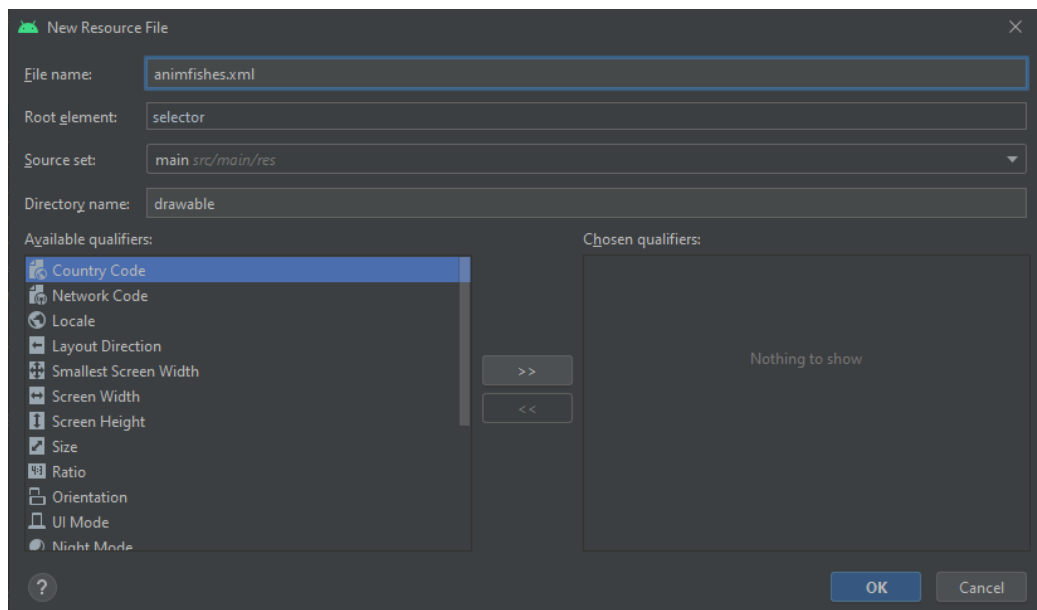 New Resource File
File name: animfishes.xml
Root element: selector
Source set: main src/main/res
Directory name: drawable
Available qualifiers:
Chosen qualifiers:
Country Code
Network Code
Locale
Layout Direction
Smallest Screen Width
Screen Width
Screen Height
Size
Ratio
Orientation
UI Mode
Night Mode
>>
<<
Nothing to show
?
OK
Cancel